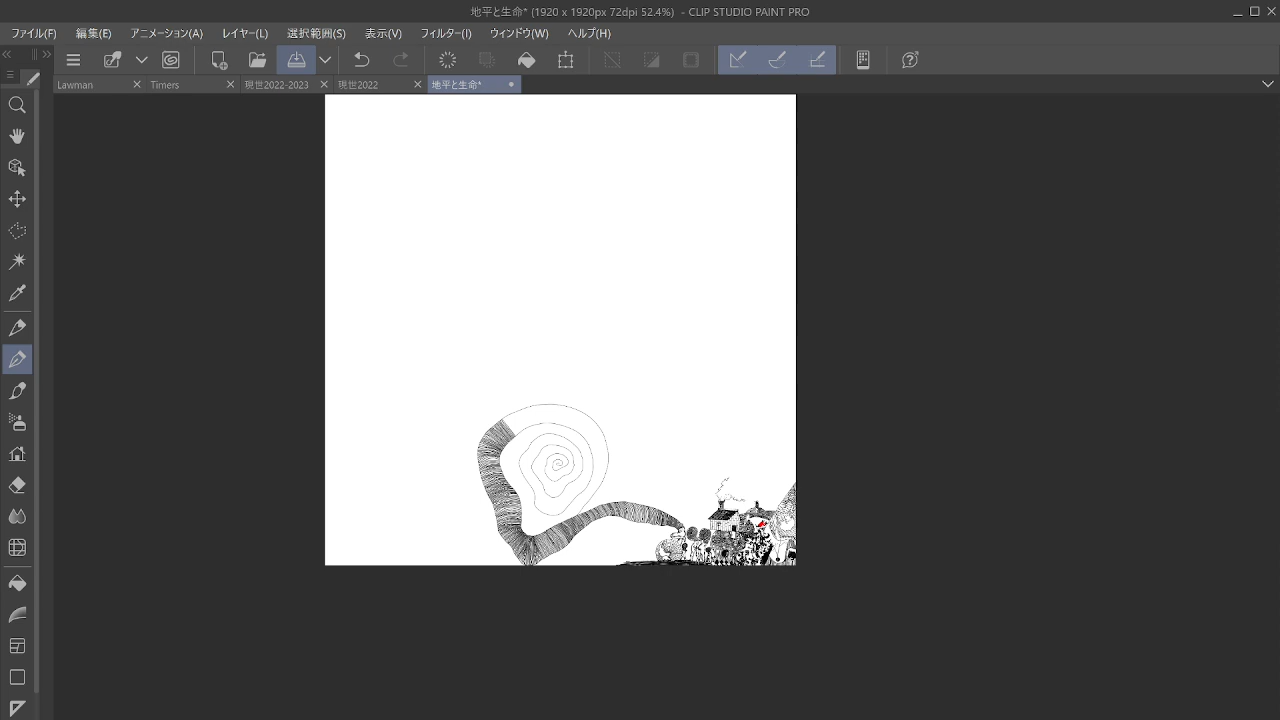 地平と生命* (1920 x 1920px 72dpi 52.4%) - CLIP STUDIO PAINT PRO
ファイル(F) 編集(E) アニメーション(A) レイヤー(L) 選択範囲(S) 表示(V) フィルター(I) ウィンドウ(W) ヘルプ(H)
Lawman Timers 現世2022-2023 現世2022 地平と生命*